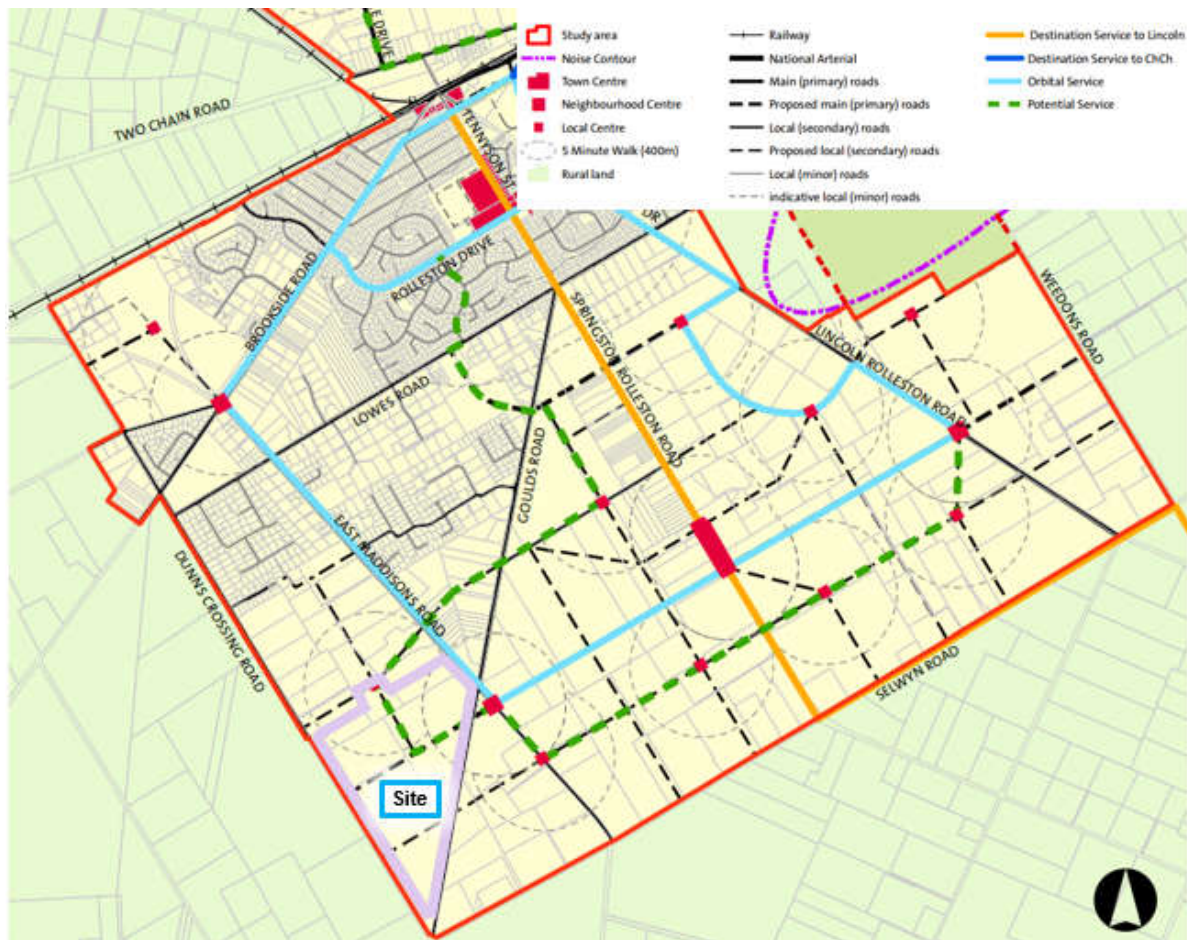 E DRIVE
TWO CHAIN ROAD
TENNYSON ST
DR
BROOKSIDE ROAD
ROLLESTON DRIVE
LOWES ROAD
SPRINGSTON ROLLESTON ROAD
GOULDS ROAD
LINCOLN ROLLESTON ROAD
WEEDONS ROAD
EAST MADDISONS ROAD
DUNNS CROSSING ROAD
SELWYN ROAD
Site
Study area
Noise Contour
Town Centre
Neighbourhood Centre
Local Centre
5 Minute Walk (400m)
Rural land
Railway
National Arterial
Main (primary) roads
Proposed main (primary) roads
Local (secondary) roads
Proposed local (secondary) roads
Local (minor) roads
indicative local (minor) roads
Destination Service to Lincoln
Destination Service to ChCh
Orbital Service
Potential Service